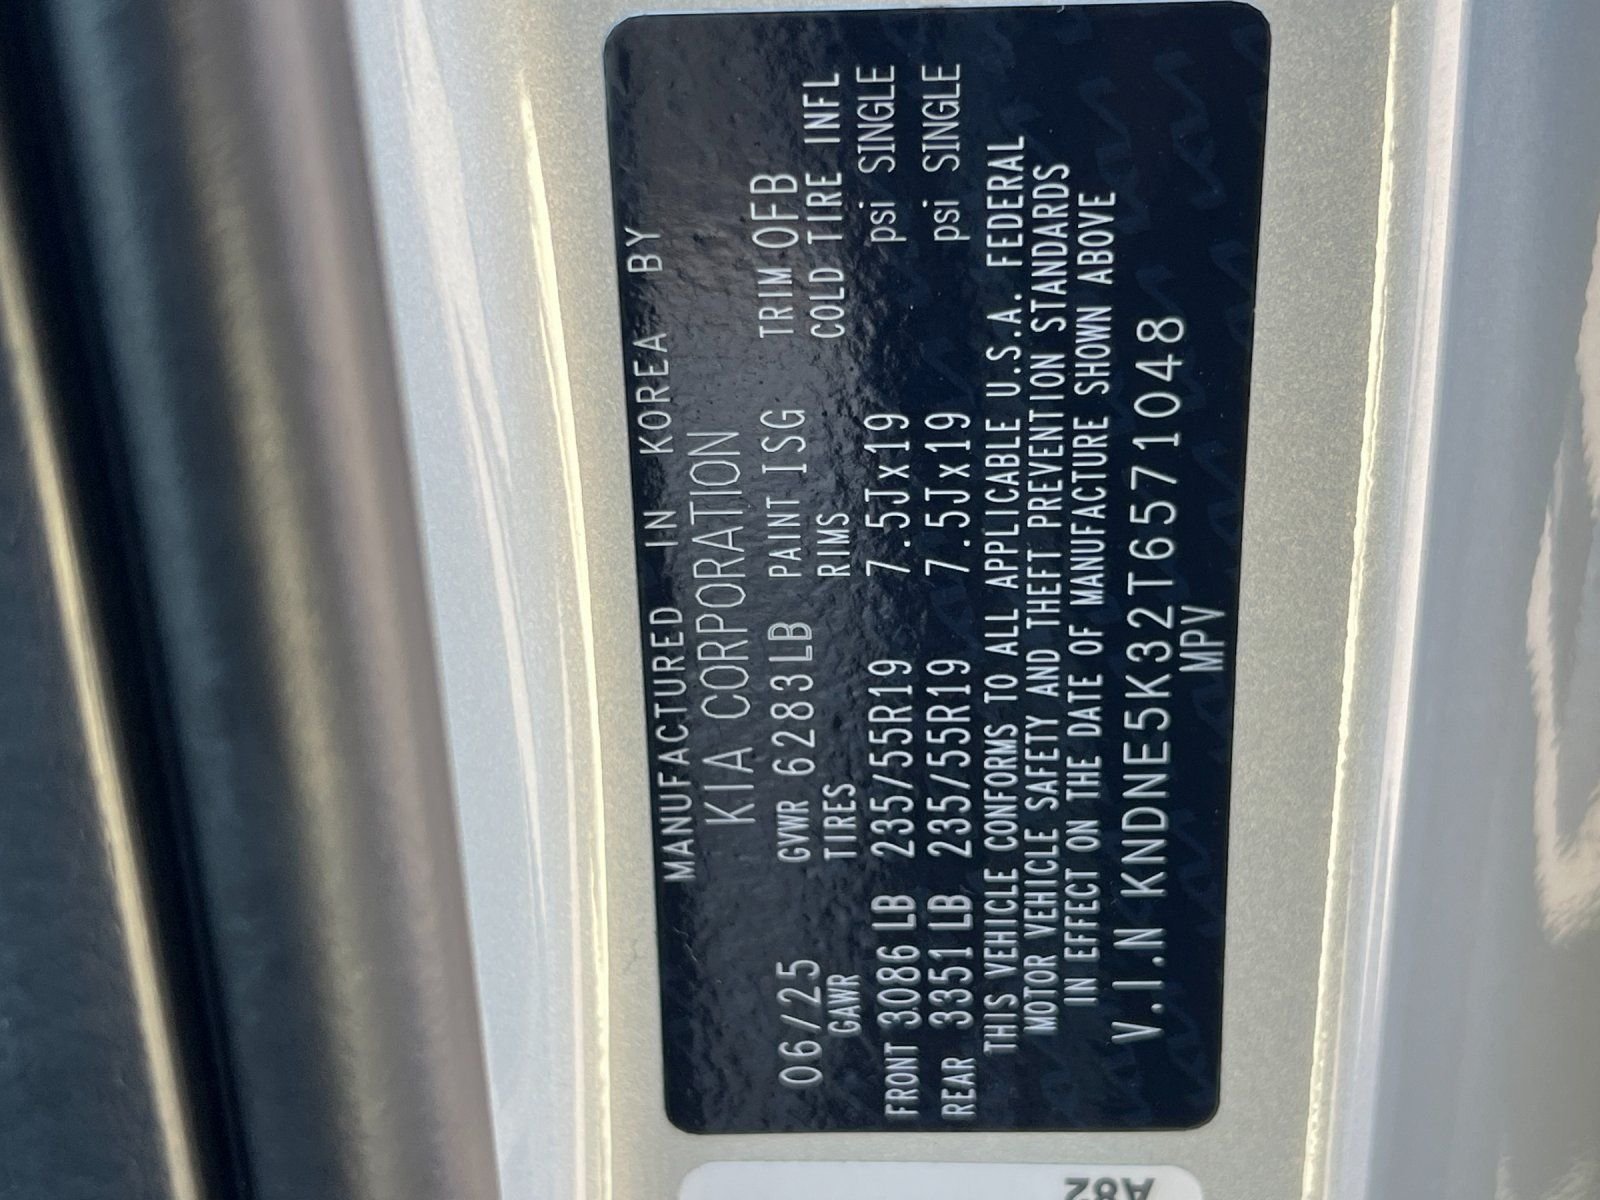 MANUFACTURED IN KOREA BY
KIA CORPORATION
06/25 GVWR 6283LB PAINT ISG TRIM OFB
GAWR TIRES RIMS COLD TIRE INFL
FRONT 3086 LB 235/55R19 7.5Jx19 psi SINGLE
REAR 3351 LB 235/55R19 7.5Jx19 psi SINGLE
THIS VEHICLE CONFORMS TO ALL APPLICABLE U.S.A. FEDERAL
MOTOR VEHICLE SAFETY AND THEFT PREVENTION STANDARDS
IN EFFECT ON THE DATE OF MANUFACTURE SHOWN ABOVE
V.I.N KNDNE5K32T6571048
MPV
A82